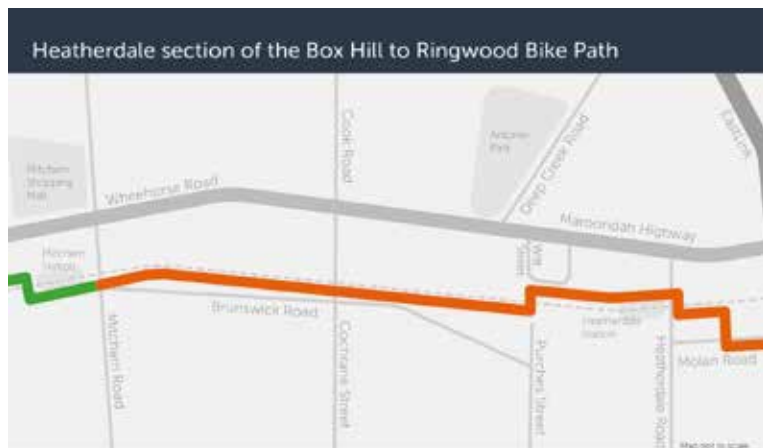 Heatherdale section of the Box Hill to Ringwood Bike Path
Cook Road
Eastlink
Antonio
Park
Deep Creek Road
Mitcham
Shopping
Mall
Whitehorse Road
Maroondah Highway
Mitcham
Station
Street
Brunswick Road
Heatherdale
Station
Mitcham Road
Cochrane Street
Purches Street
Heatherdale Road
Molan Road
Map not to scale